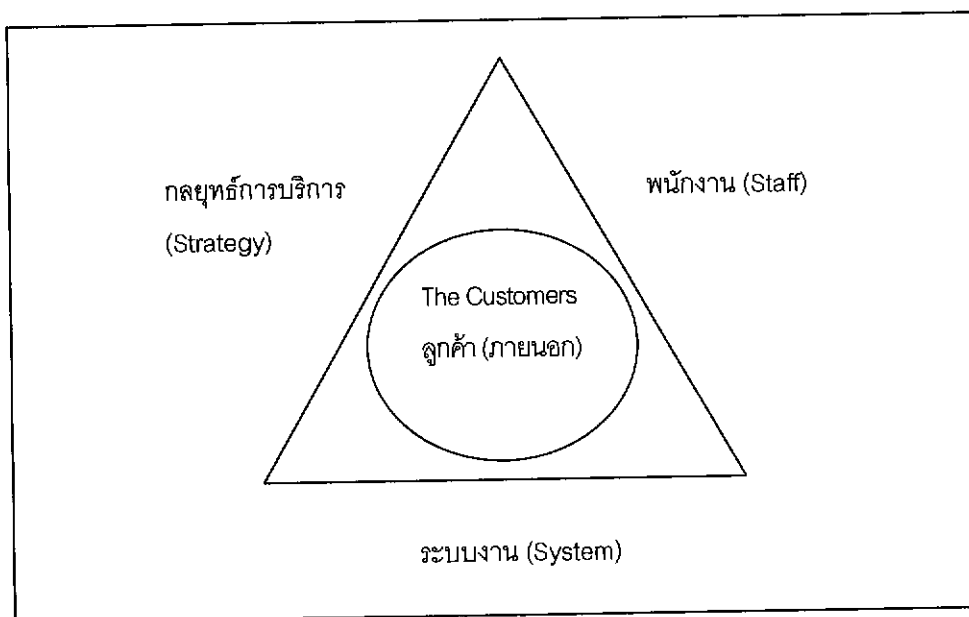 กลยุทธ์การบริการ
(Strategy)
พนักงาน (Staff)
The Customers
ลูกค้า (ภายนอก)
ระบบงาน (System)